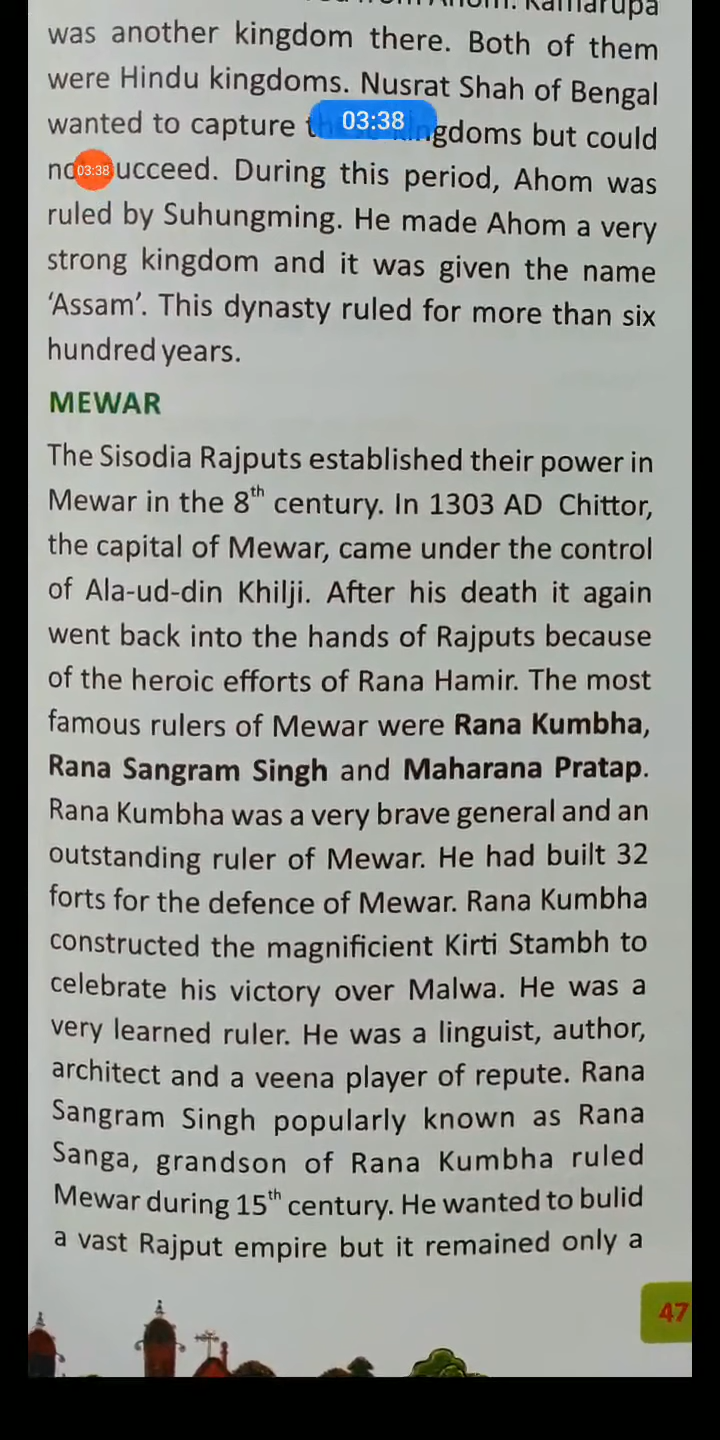 Kamarupa
was another kingdom there. Both of them
were Hindu kingdoms. Nusrat Shah of Bengal
wanted to capture 03:38 ngdoms but could
03:38 ucceed. During this period, Ahom was
ruled by Suhungming. He made Ahom a very
strong kingdom and it was given the name
‘Assam’. This dynasty ruled for more than six
hundred years.
MEWAR
The Sisodia Rajputs established their power in
Mewar in the 8th century. In 1303 AD Chittor,
the capital of Mewar, came under the control
of Ala-ud-din Khilji. After his death it again
went back into the hands of Rajputs because
of the heroic efforts of Rana Hamir. The most
famous rulers of Mewar were Rana Kumbha,
Rana Sangram Singh and Maharana Pratap.
Rana Kumbha was a very brave general and an
outstanding ruler of Mewar. He had built 32
forts for the defence of Mewar. Rana Kumbha
constructed the magnificient Kirti Stambh to
celebrate his victory over Malwa. He was a
very learned ruler. He was a linguist, author,
architect and a veena player of repute. Rana
Sangram Singh popularly known as Rana
Sanga, grandson of Rana Kumbha ruled
Mewar during 15th century. He wanted to bulid
a vast Rajput empire but it remained only a
47